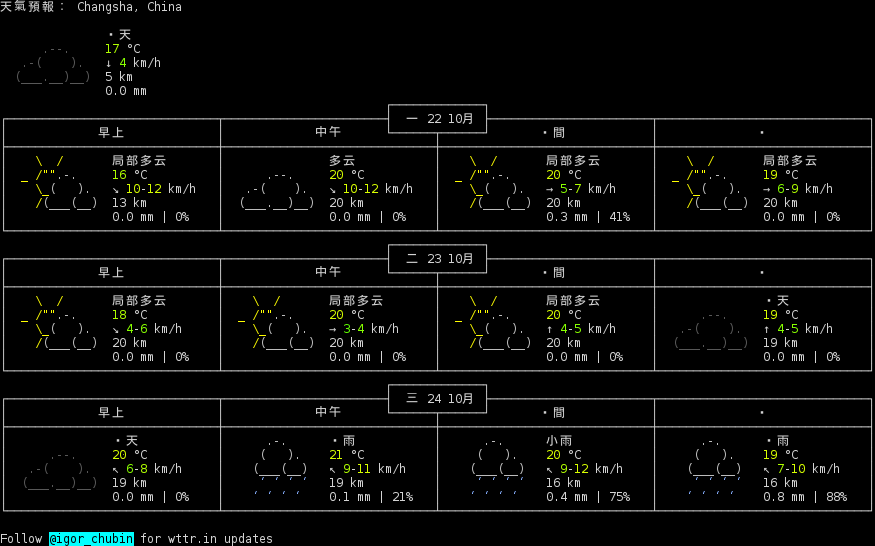 天氣預報： Changsha, China
·天
17 °C
↓ 4 km/h
5 km
0.0 mm
一 22 10月
早上 中午 ·間 ·
局部多云 多云 局部多云 局部多云
16 °C 20 °C 20 °C 19 °C
↘ 10-12 km/h ↘ 10-12 km/h → 5-7 km/h → 6-9 km/h
13 km 20 km 20 km 20 km
0.0 mm | 0% 0.0 mm | 0% 0.3 mm | 41% 0.0 mm | 0%
二 23 10月
早上 中午 ·間 ·
局部多云 局部多云 局部多云 ·天
18 °C 20 °C 20 °C 19 °C
↘ 4-6 km/h → 3-4 km/h ↑ 4-5 km/h ↑ 4-5 km/h
20 km 20 km 20 km 19 km
0.0 mm | 0% 0.0 mm | 0% 0.0 mm | 0% 0.0 mm | 0%
三 24 10月
早上 中午 ·間 ·
·天 ·雨 小雨 ·雨
20 °C 21 °C 20 °C 19 °C
↖ 6-8 km/h ↖ 9-11 km/h ↖ 9-12 km/h ↖ 7-10 km/h
19 km 19 km 16 km 16 km
0.0 mm | 0% 0.1 mm | 21% 0.4 mm | 75% 0.8 mm | 88%
Follow @igor_chubin for wttr.in updates